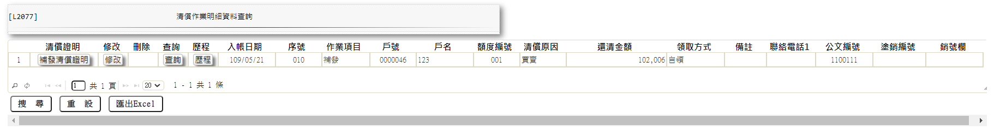 [L2077] 清償作業明細資料查詢
清償證明 修改 刪除 查詢 歷程 入帳日期 序號 作業項目 戶號 戶名 額度編號 清償原因 還清金額 領取方式 備註 聯絡電話1 公文編號 塗銷編號 銷號欄
1 補發清償證明 修改 查詢 歷程 109/05/21 010 補發 0000046 123 001 買賣 102,006 自領 1100111
1 共 1 頁 20 1 - 1 共 1 條
搜 尋 重 設 匯出Excel